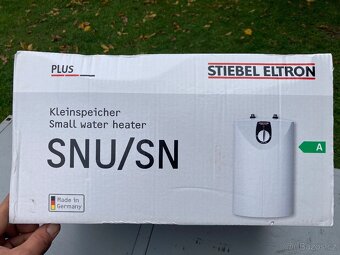 PLUS
STIEBEL ELTRON
Kleinspeicher
Small water heater
SNU/SN
A
Made in
Germany